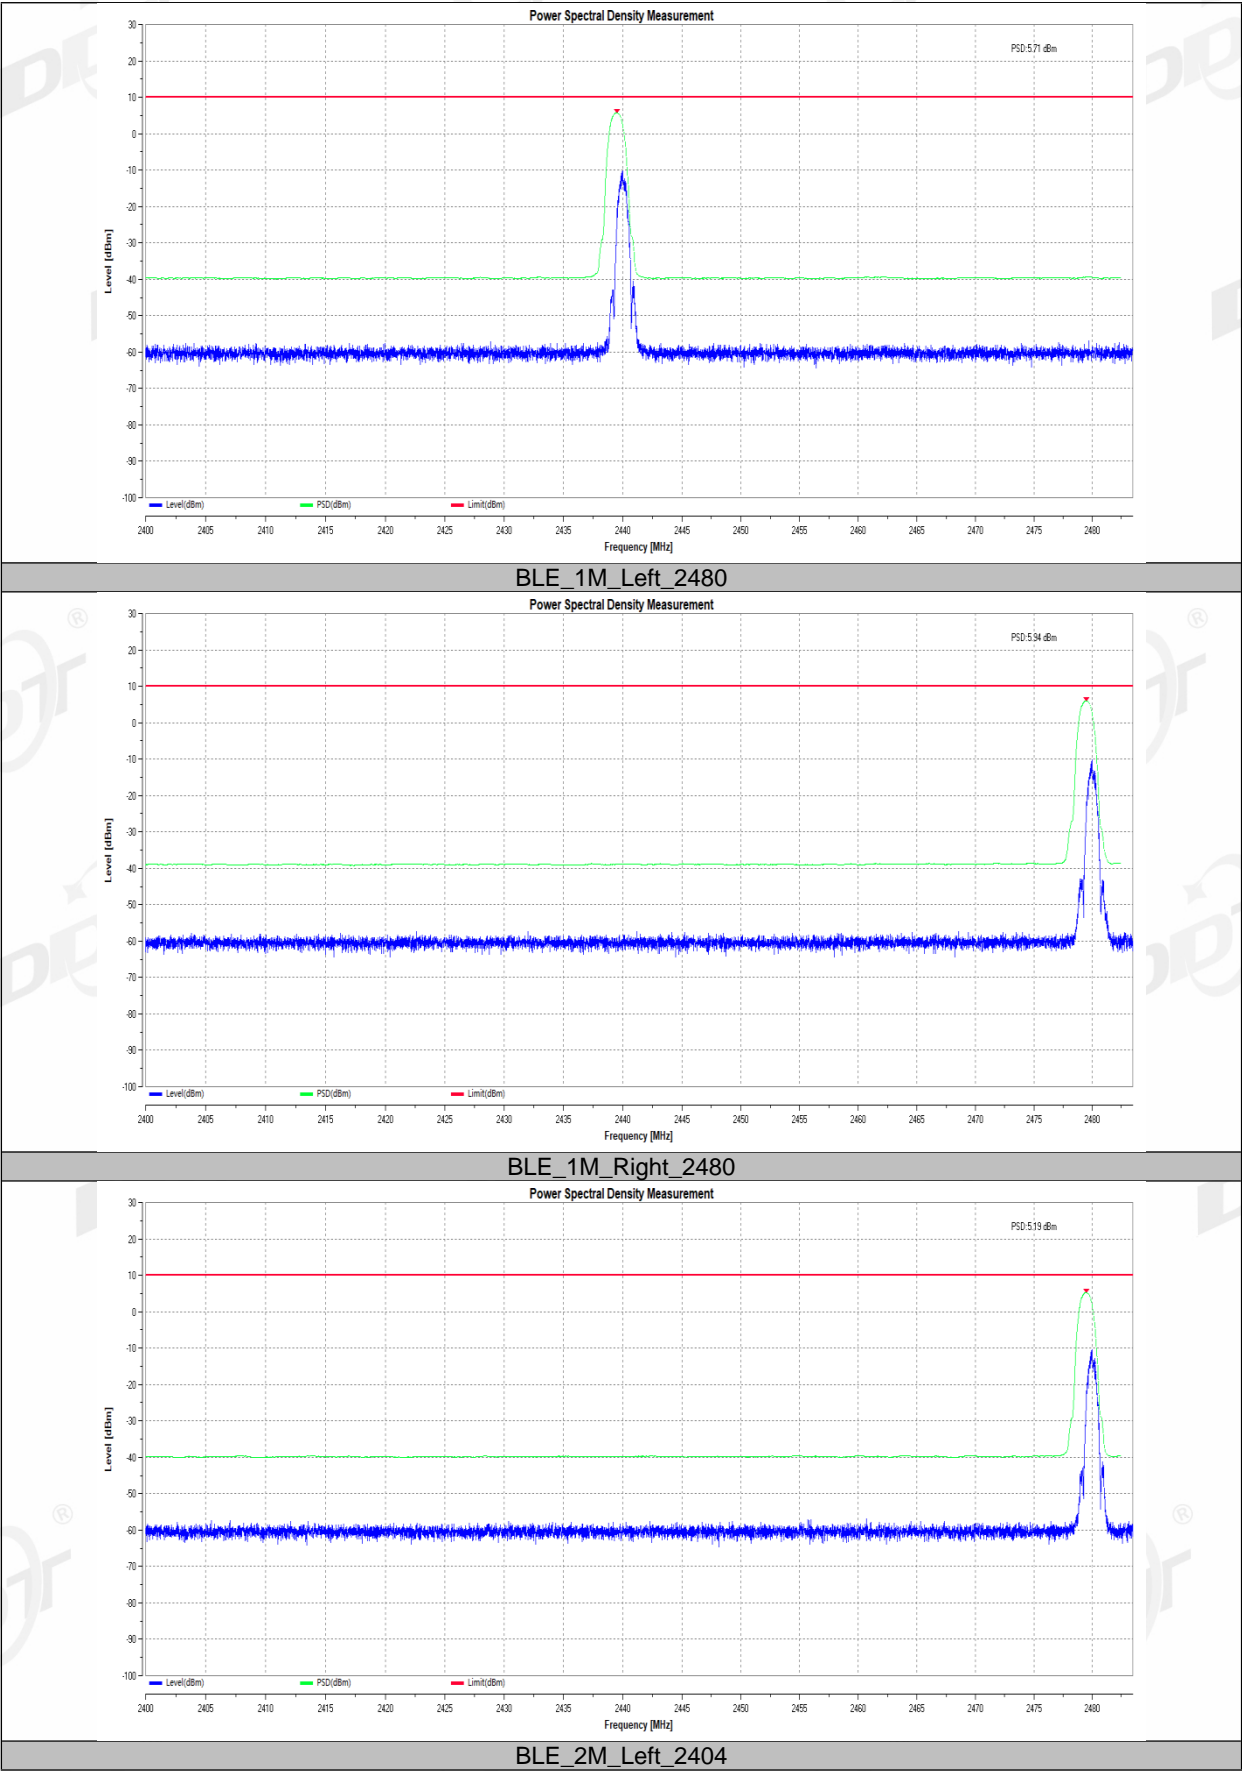 Power Spectral Density Measurement
PSD:5.71 dBm
30
20
10
0
-10
-20
-30
-40
-50
-60
-70
-80
-90
-100
Level [dBm]
Level(dBm) PSD(dBm) Limit(dBm)
2400 2405 2410 2415 2420 2425 2430 2435 2440 2445 2450 2455 2460 2465 2470 2475 2480
Frequency [MHz]
BLE_1M_Left_2480
Power Spectral Density Measurement
PSD:5.94 dBm
30
20
10
0
-10
-20
-30
-40
-50
-60
-70
-80
-90
-100
Level [dBm]
Level(dBm) PSD(dBm) Limit(dBm)
2400 2405 2410 2415 2420 2425 2430 2435 2440 2445 2450 2455 2460 2465 2470 2475 2480
Frequency [MHz]
BLE_1M_Right_2480
Power Spectral Density Measurement
PSD:5.19 dBm
30
20
10
0
-10
-20
-30
-40
-50
-60
-70
-80
-90
-100
Level [dBm]
Level(dBm) PSD(dBm) Limit(dBm)
2400 2405 2410 2415 2420 2425 2430 2435 2440 2445 2450 2455 2460 2465 2470 2475 2480
Frequency [MHz]
BLE_2M_Left_2404